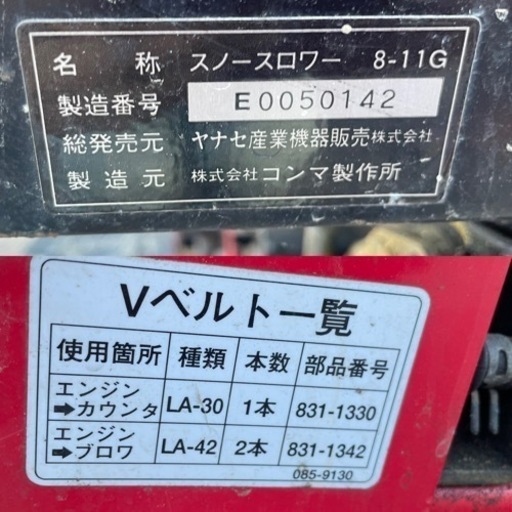 名称 スノースロワー 8-11G
製造番号 E0050142
総発売元 ヤナセ産業機器販売株式会社
製造元 株式会社コンマ製作所
Vベルト一覧
使用箇所 種類 本数 部品番号
エンジン
➡カウンタ LA-30 1本 831-1330
エンジン
➡ブロワ LA-42 2本 831-1342
085-9130